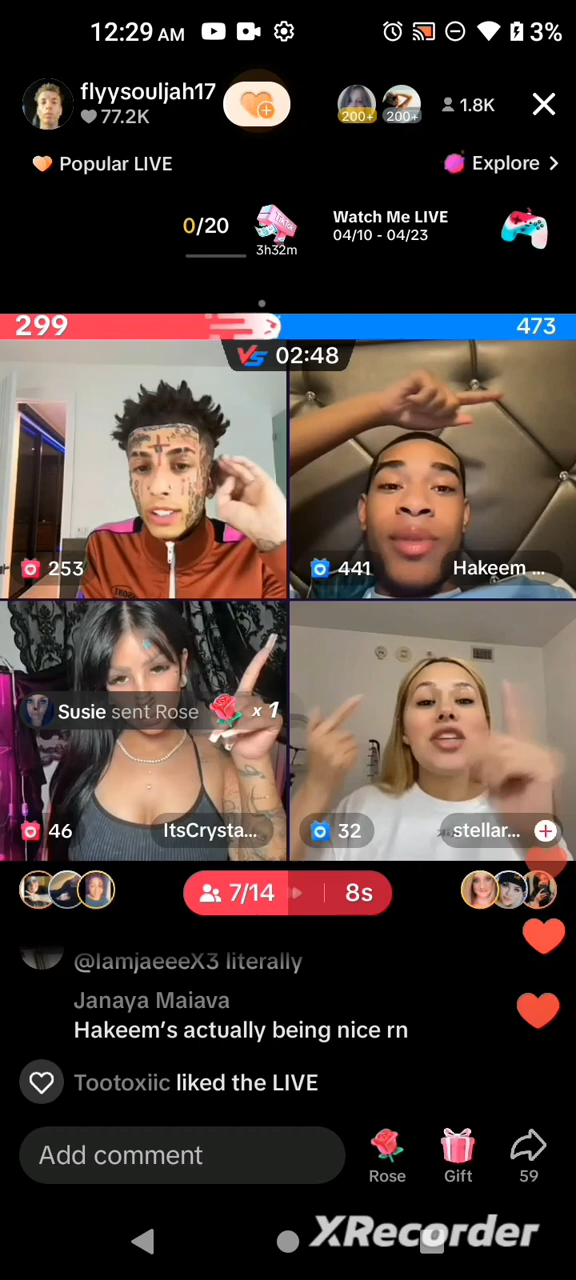 12:29 AM
3%
flyysouljah17
77.2K
200+
200+
1.8K
Popular LIVE
Explore >
0/20
TikTok
3h32m
Watch Me LIVE
04/10 - 04/23
299
473
VS 02:48
253
441
Hakeem ...
Susie sent Rose x 1
46
ItsCrysta...
32
stellar...
7/14
8s
@IamjaeeeX3 literally
Janaya Maiava
Hakeem's actually being nice rn
Tootoxiic liked the LIVE
Add comment
Rose
Gift
59
XRecorder